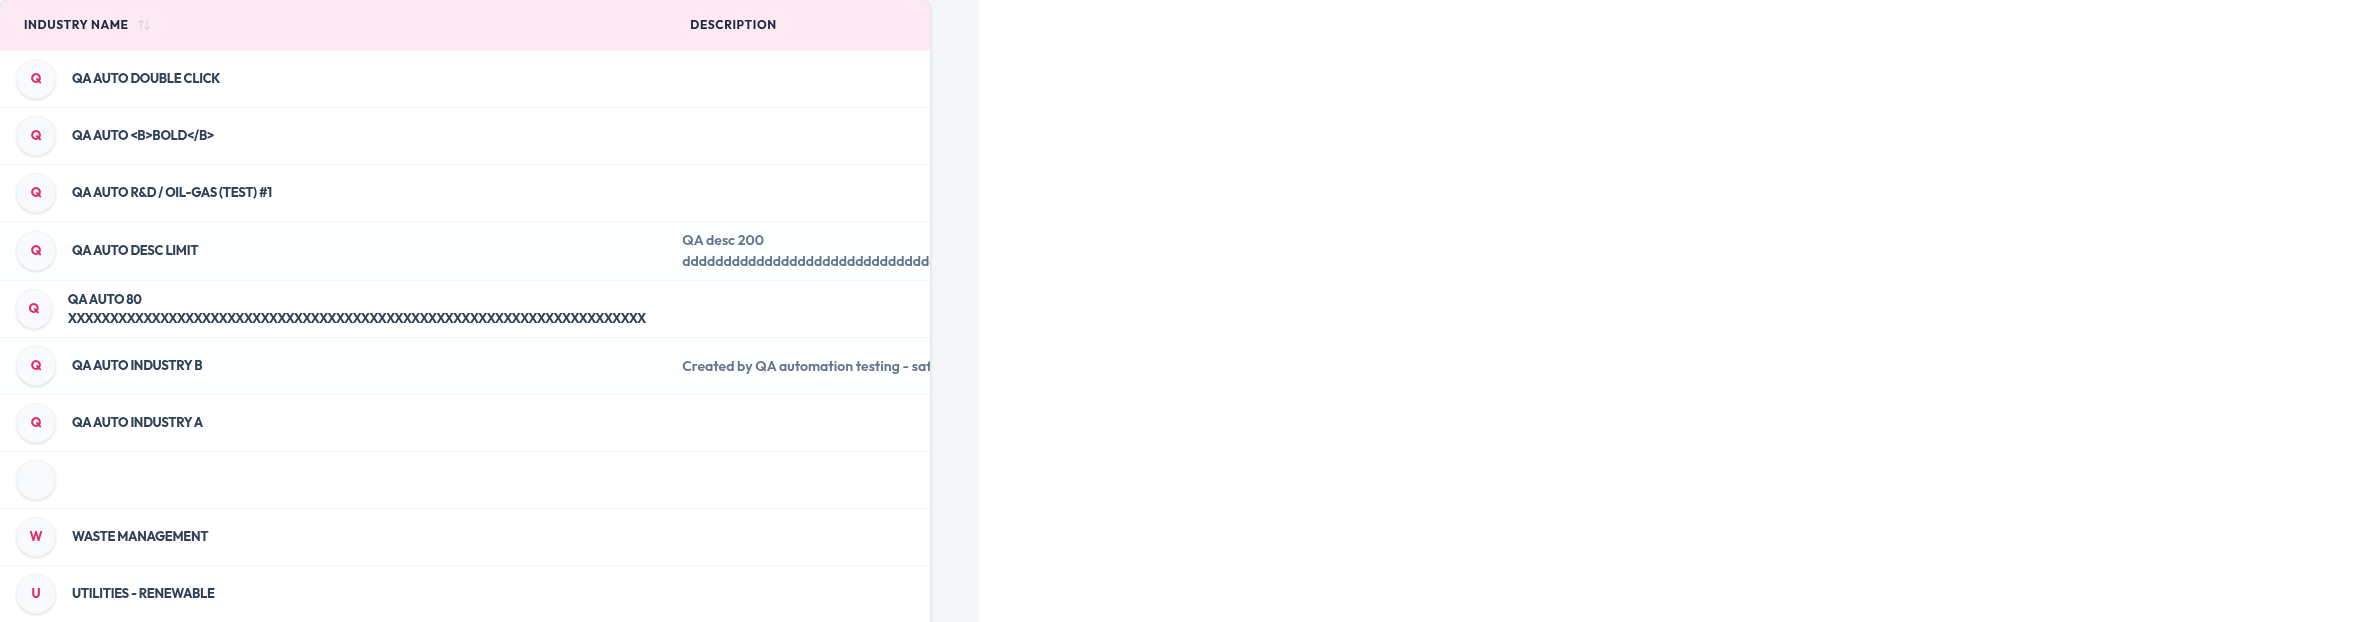 INDUSTRY NAME DESCRIPTION
Q QA AUTO DOUBLE CLICK
Q QA AUTO <B>BOLD</B>
Q QA AUTO R&D / OIL-GAS (TEST) #1
Q QA AUTO DESC LIMIT
QA desc 200
dddddddddddddddddddddddddddddd
Q QA AUTO 80
XXXXXXXXXXXXXXXXXXXXXXXXXXXXXXXXXXXXXXXXXXXXXXXXXXXXXXXXXXXXXXXXXXXXX
Q QA AUTO INDUSTRY B Created by QA automation testing - saf
Q QA AUTO INDUSTRY A
W WASTE MANAGEMENT
U UTILITIES - RENEWABLE